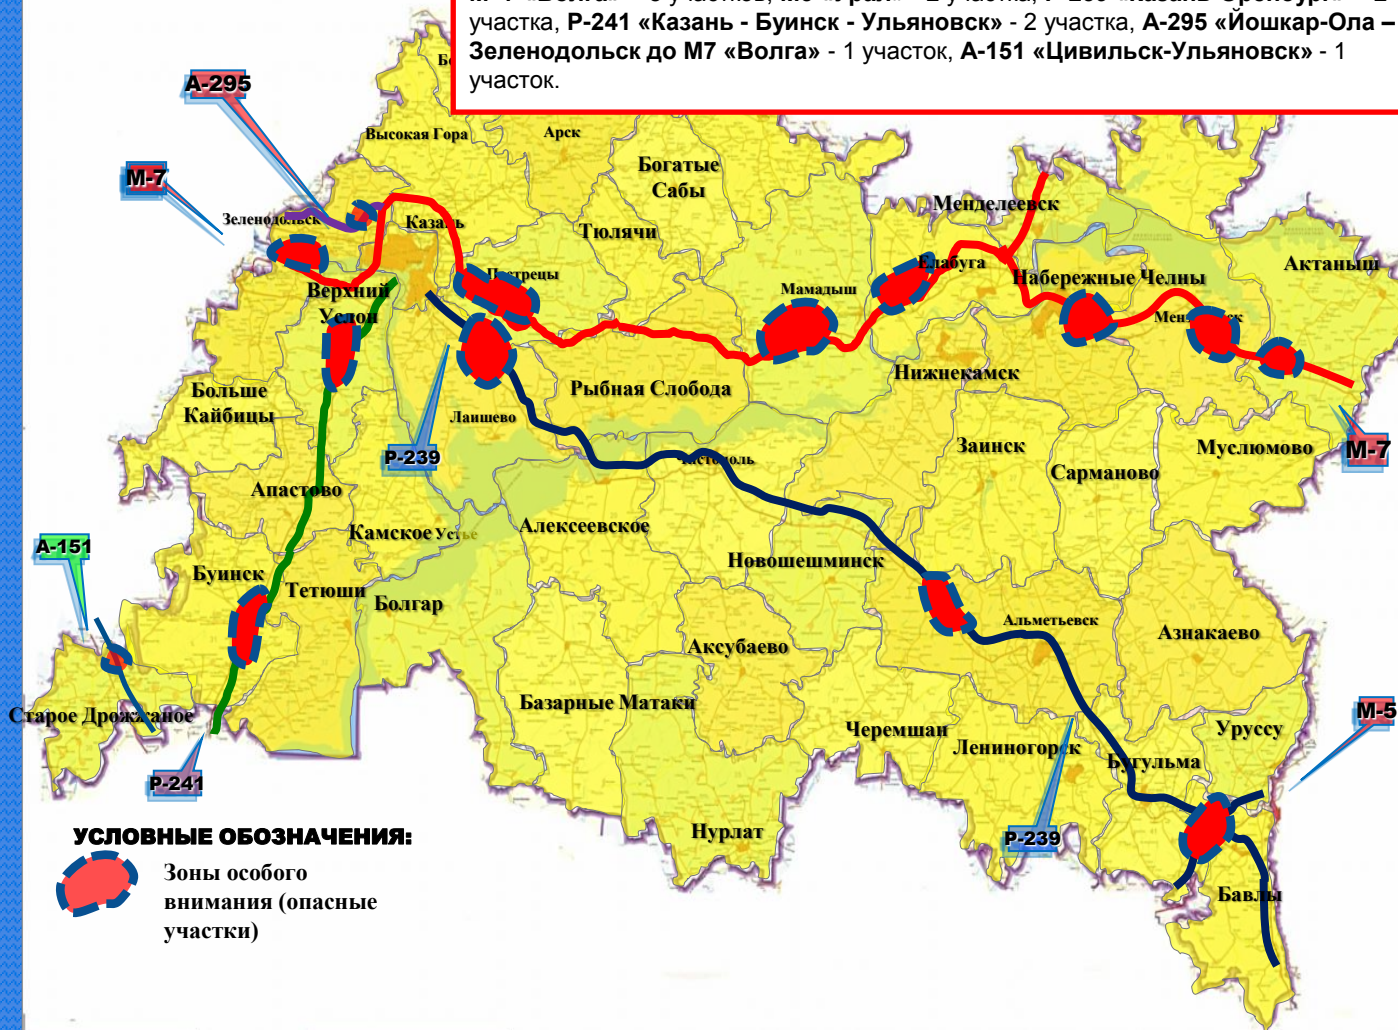 участка, Р-241 «Казань - Буинск - Ульяновск» - 2 участка, А-295 «Йошкар-Ола –
Зеленодольск до М7 «Волга» - 1 участок, А-151 «Цивильск-Ульяновск» - 1
участок.
А-295
Высокая Гора
Арск
Богатые
Сабы
М-7
Менделеевск
Зеленодольск
Казань
Тюлячи
Елабуга
Актаныш
Пестрецы
Набережные Челны
Мамадыш
Верхний
Услон
Нижнекамск
Больше
Кайбицы
Рыбная Слобода
Лаишево
Заинск
Муслюмово
М-7
Р-239
Сарманово
Апастово
Камское Устье
Алексеевское
А-151
Новошешминск
Буинск
Тетюши
Болгар
Альметьевск
Азнакаево
Аксубаево
Старое Дрожжаное
Базарные Матаки
М-5
Черемшан
Уруссу
Лениногорск
Бугульма
Р-241
Нурлат
Р-239
УСЛОВНЫЕ ОБОЗНАЧЕНИЯ:
Зоны особого
внимания (опасные
участки)
Бавлы